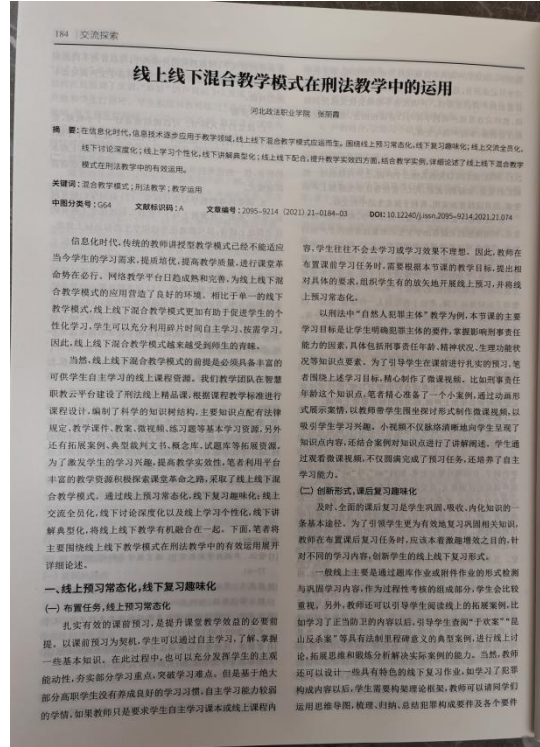 184 交流探索
线上线下混合教学模式在刑法教学中的运用
河北政法职业学院 张丽霞
摘 要:在信息化时代,信息技术逐步应用于教学领域,线上线下混合教学模式应运而生。围绕线上预习常态化,线下复习趣味化;线上交流全员化,
线下讨论深度化;线上学习个性化,线下讲解典型化;线上线下配合,提升教学实效四方面,结合教学实例,详细论述了线上线下混合教学
模式在刑法教学中的有效运用。
关键词:混合教学模式;刑法教学;教学运用
中图分类号:G64 文献标识码:A 文章编号:2095-9214(2021)21-0184-03 DOI:10.12240/j.issn.2095-9214.2021.21.074
信息化时代,传统的教师讲授型教学模式已经不能适应
当今学生的学习需求,提质培优,提高教学质量,进行课堂革
命势在必行。网络教学平台日趋成熟和完善,为线上线下混
合教学模式的应用营造了良好的环境。相比于单一的线下
教学模式,线上线下混合教学模式更加有助于促进学生的个
性化学习,学生可以充分利用碎片时间自主学习、按需学习。
因此,线上线下混合教学越来越受到师生的青睐。
当然,线上线下混合教学模式的前提是必须具备丰富的
可供学生自主学习的线上课程资源。我们教学团队在智慧
职教云平台建设了刑法线上精品课,根据课程教学标准进行
课程设计,编制了科学的知识树结构,主要知识点配有法律
规定、教学课件、教案、微视频、练习题等基本学习资源,另外
还有拓展案例、典型裁判文书、概念库、试题库等拓展资源。
为了激发学生的学习兴趣,提高教学实效性,笔者利用平台
丰富的教学资源积极探索课堂革命之路,采取了线上线下混
合教学模式。通过线上预习常态化,线下复习趣味化;线上
交流全员化,线下讨论深度化以及线上学习个性化,线下讲
解典型化,将线上线下教学有机融合在一起。下面,笔者将
主要围绕线上线下教学模式在刑法教学中的有效运用展开
详细论述。
一、线上预习常态化,线下复习趣味化
(一)布置任务,线上预习常态化
扎实有效的课前预习,是提升课堂教学效益的必要前
提。以课前预习为契机,学生可以通过自主学习,了解、掌握
一些基本知识。在此过程中,也可以充分发挥学生的主观
能动性,夯实部分学习重点,突破学习难点。但是基于绝大
部分高职学生没有养成良好的学习习惯,自主学习能力较弱
的学情,如果教师只是要求学生自主学习课本或线上课程内
容,学生往往不会去学习或学习效果不理想。因此,教师在
布置课前学习任务时,需要根据本节课的教学目标,提出相
对具体的要求,组织学生有的放矢地开展线上预习,并将线
上预习常态化。
以刑法中“自然人犯罪主体”教学为例,本节课的主要
学习目标是让学生明确犯罪主体的要件,掌握影响刑事责任
能力的因素,具体包括刑事责任年龄、精神状况、生理功能状
况等知识点要素。为了引导学生在课前进行扎实的预习,笔
者围绕上述学习目标,精心制作了微课视频。比如刑事责任
年龄这个知识点,笔者精心准备了一个小案例,通过动画形
式展示案情,以教师带学生围坐探讨形式制作微课视频,以
吸引学生学习兴趣。小视频不仅脉络清晰地向学生呈现了
知识点内容,还结合案例对知识点进行了讲解阐述。学生通
过观看微课视频,不仅圆满完成了预习任务,还培养了自主
学习能力。
(二)创新形式,课后复习趣味化
及时、全面的课后复习是学生巩固、吸收、内化知识的一
条基本途径。为了引领学生更为有效地复习巩固相关知识,
教师在布置课后复习任务时,应该本着激趣增效之目的,针
对不同的学习内容,创新学生的线上线下复习形式。
一般线上主要是通过题库作业或附件作业的形式检测
与巩固学习内容,作为过程性考核的组成部分,学生会比较
重视。另外,教师还可以引导学生阅读线上的拓展案例,比
如学习了正当防卫的内容以后,引导学生查阅“于欢案”“昆
山反杀案”等具有法制里程碑意义的典型案例,进行线上讨
论,拓展思维和锻炼分析解决实际案例的能力。当然,教师
还可以设计一些具有特色的线下复习作业,如学习了犯罪
构成内容以后,学生需要构架理论框架,教师可以请同学们
运用思维导图,梳理、归纳、总结犯罪构成要件及各个要件